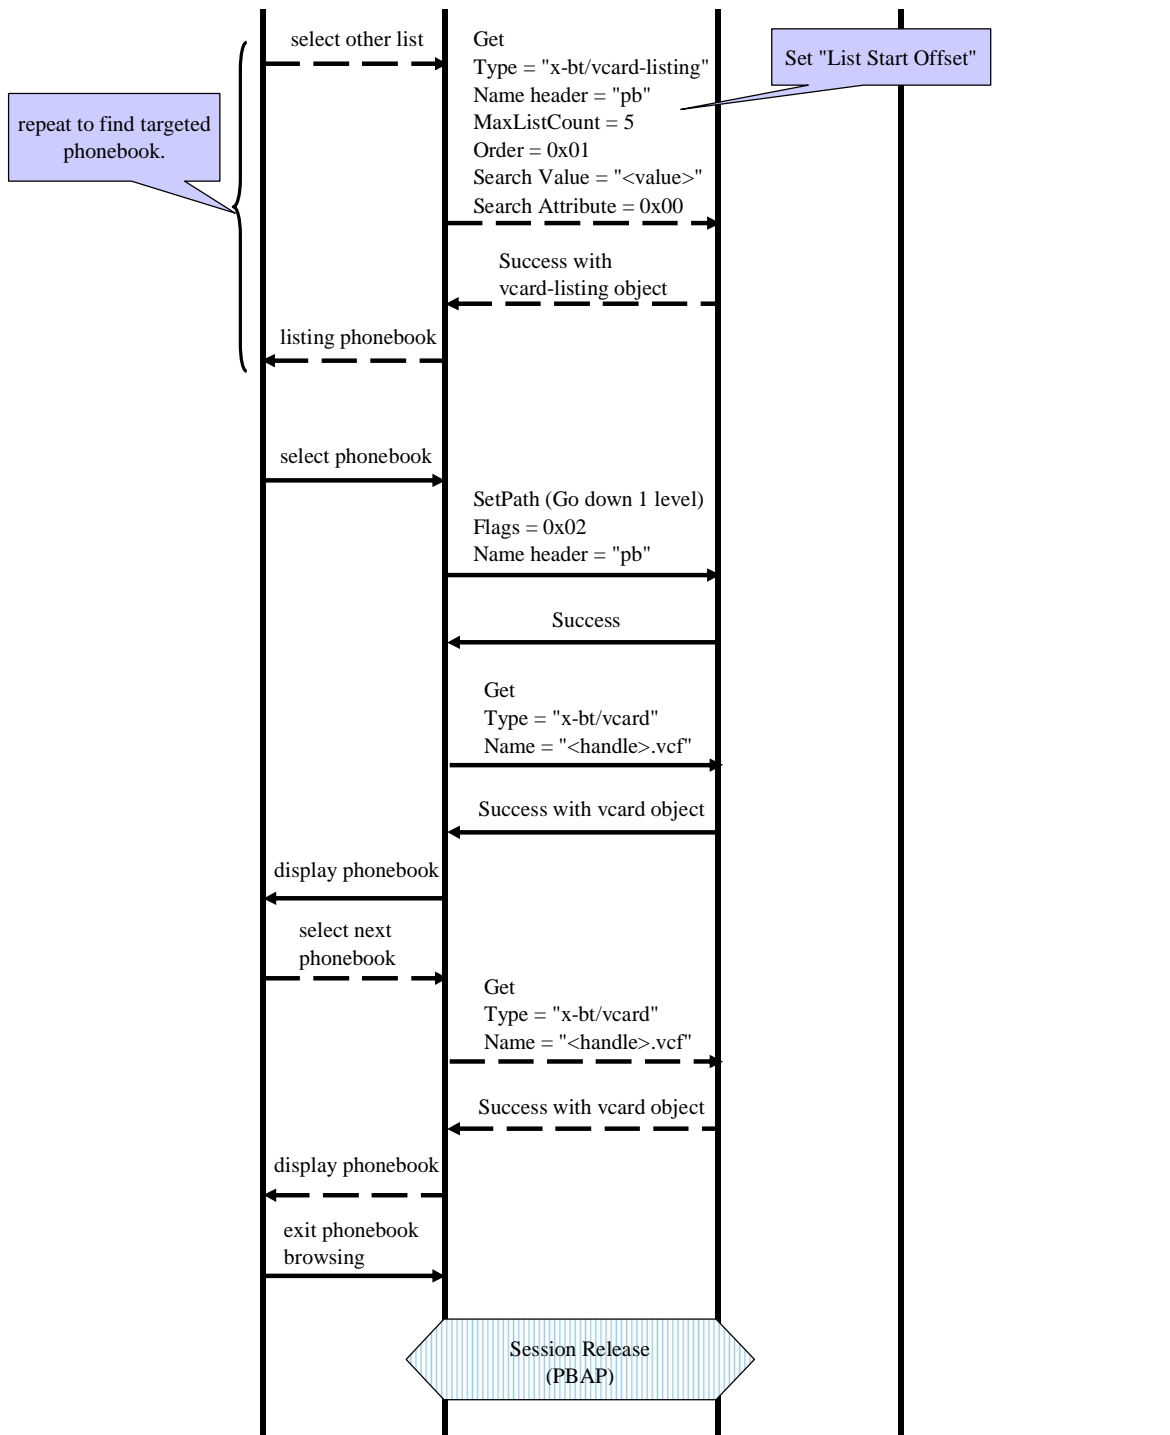 select other list
Get
Type = "x-bt/vcard-listing"
Name header = "pb"
MaxListCount = 5
Order = 0x01
Search Value = "<value>"
Search Attribute = 0x00
Set "List Start Offset"
repeat to find targeted
phonebook.
Success with
vcard-listing object
listing phonebook
select phonebook
SetPath (Go down 1 level)
Flags = 0x02
Name header = "pb"
Success
Get
Type = "x-bt/vcard"
Name = "<handle>.vcf"
Success with vcard object
display phonebook
select next
phonebook
Get
Type = "x-bt/vcard"
Name = "<handle>.vcf"
Success with vcard object
display phonebook
exit phonebook
browsing
Session Release
(PBAP)